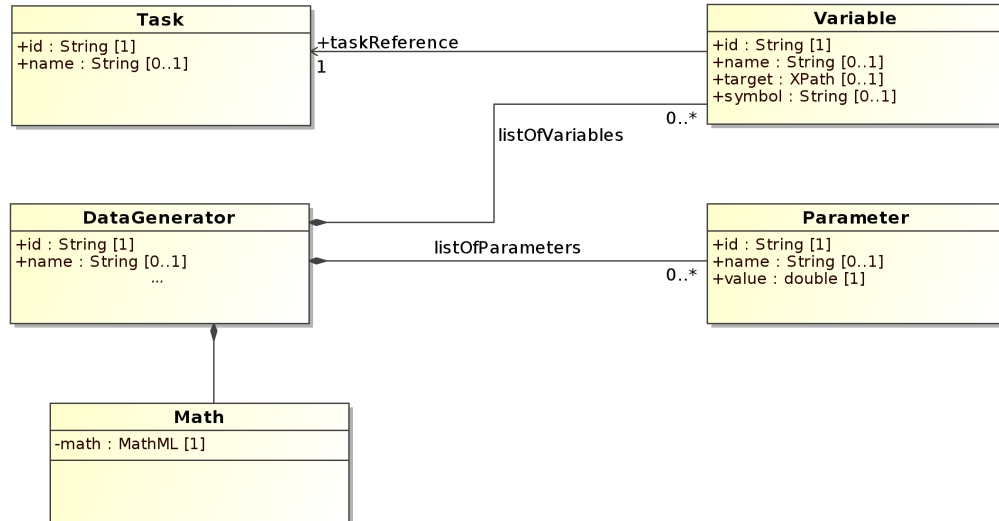 Task
+id : String [1]
+name : String [0..1]
+taskReference
1
Variable
+id : String [1]
+name : String [0..1]
+target : XPath [0..1]
+symbol : String [0..1]
0..*
listOfVariables
DataGenerator
+id : String [1]
+name : String [0..1]
...
listOfParameters
0..*
Parameter
+id : String [1]
+name : String [0..1]
+value : double [1]
Math
-math : MathML [1]